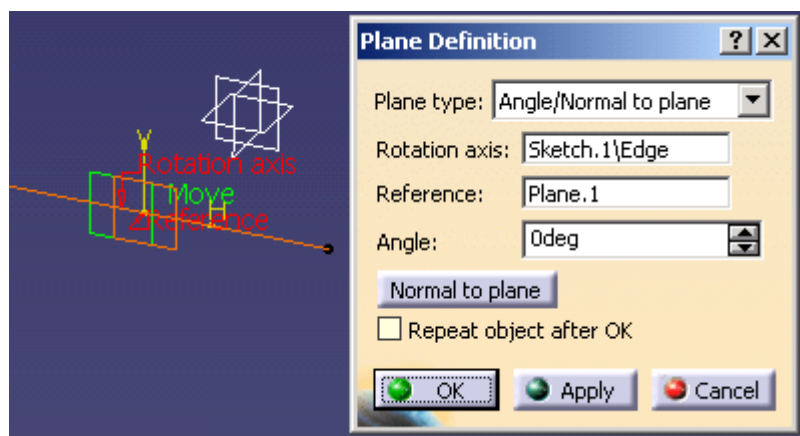 Y
Rotation axis
0
Move
H
Z Reference
Plane Definition
? X
Plane type: Angle/Normal to plane
Rotation axis: Sketch.1\Edge
Reference: Plane.1
Angle: 0deg
Normal to plane
Repeat object after OK
OK Apply Cancel